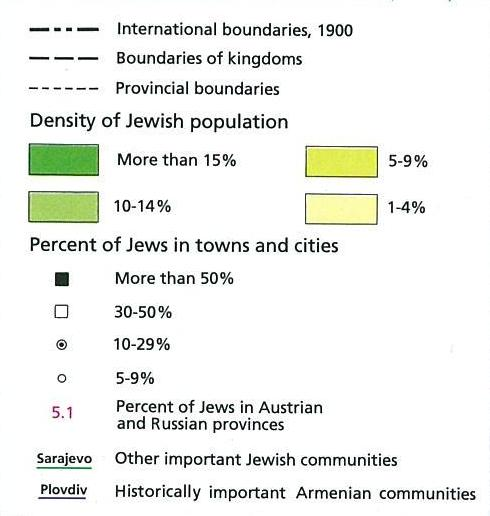 International boundaries, 1900
Boundaries of kingdoms
Provincial boundaries
Density of Jewish population
More than 15%
5-9%
10-14%
1-4%
Percent of Jews in towns and cities
More than 50%
30-50%
10-29%
5-9%
5.1 Percent of Jews in Austrian
and Russian provinces
Sarajevo Other important Jewish communities
Plovdiv Historically important Armenian communities